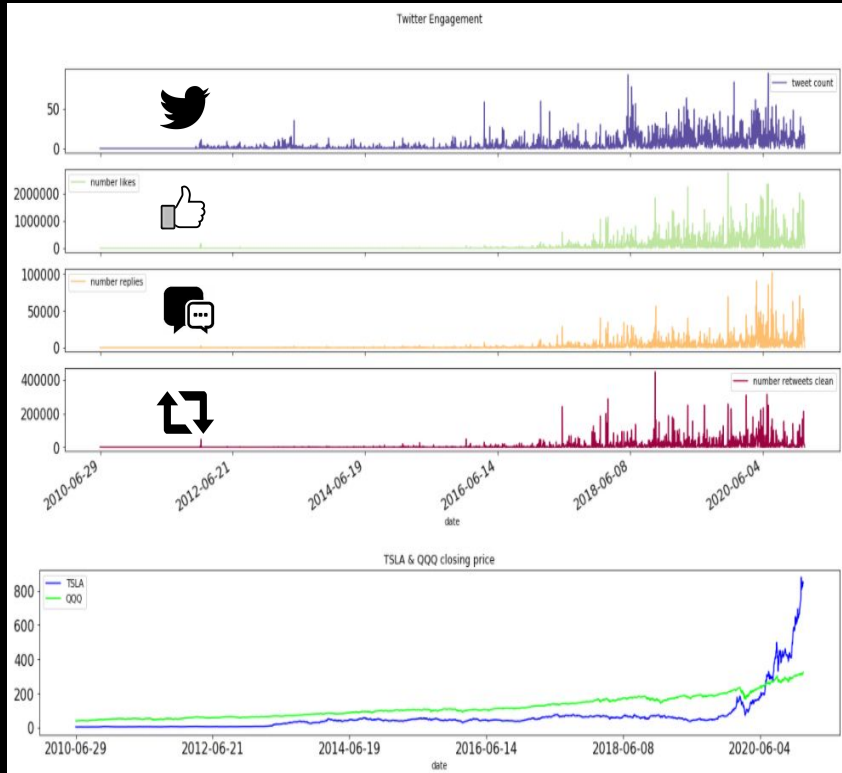 Twitter Engagement
50
0
tweet count
2000000
1000000
0
number likes
100000
50000
0
number replies
400000
200000
0
number retweets clean
2010-06-29
2012-06-21
2014-06-19
2016-06-14
2018-06-08
2020-06-04
date
TSLA & QQQ closing price
800
600
400
200
0
TSLA
QQQ
2010-06-29
2012-06-21
2014-06-19
2016-06-14
2018-06-08
2020-06-04
date